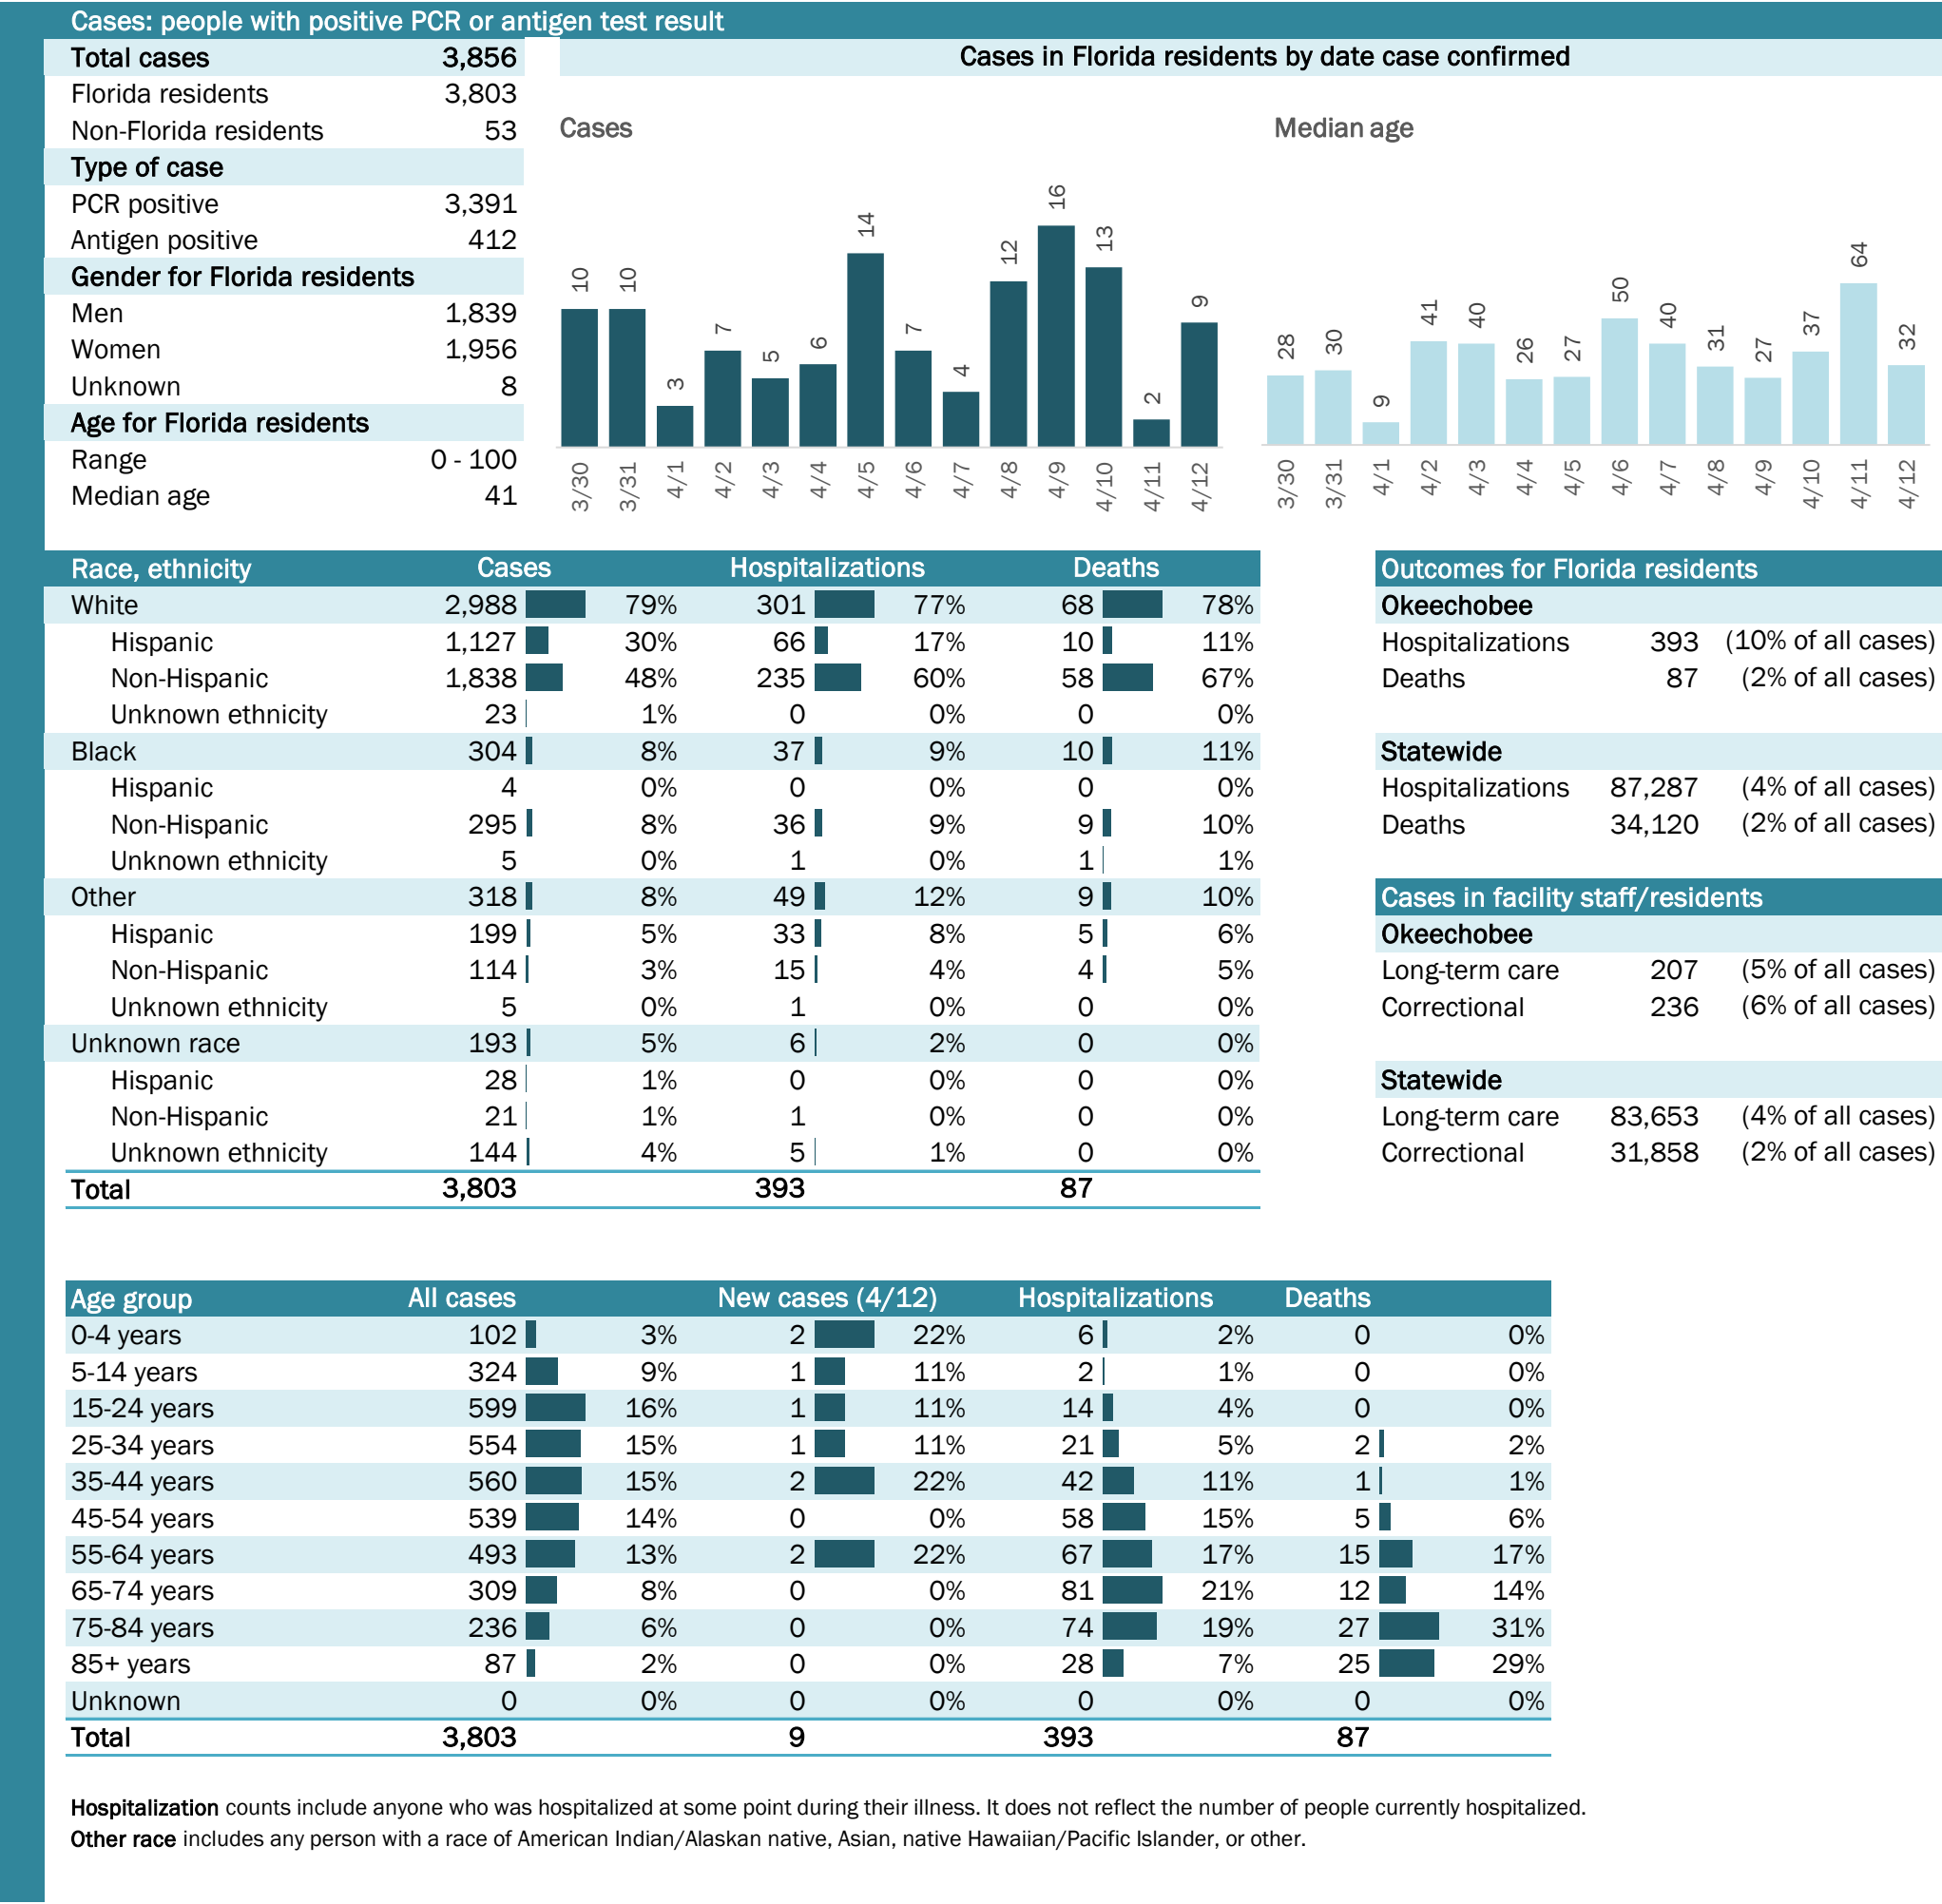 Cases: people with positive PCR or antigen test result
Total cases 3,856
Florida residents 3,803
Non-Florida residents 53
Type of case
PCR positive 3,391
Antigen positive 412
Gender for Florida residents
Men 1,839
Women 1,956
Unknown 8
Age for Florida residents
Range 0 - 100
Median age 41
Cases in Florida residents by date case confirmed
Cases
10 10 3 7 5 6 14 7 4 12 16 13 2 9
3/30 3/31 4/1 4/2 4/3 4/4 4/5 4/6 4/7 4/8 4/9 4/10 4/11 4/12
Median age
28 30 9 41 40 26 27 50 40 31 27 37 64 32
3/30 3/31 4/1 4/2 4/3 4/4 4/5 4/6 4/7 4/8 4/9 4/10 4/11 4/12
Race, ethnicity Cases Hospitalizations Deaths
White 2,988 79% 301 77% 68 78%
Hispanic 1,127 30% 66 17% 10 11%
Non-Hispanic 1,838 48% 235 60% 58 67%
Unknown ethnicity 23 1% 0 0% 0 0%
Black 304 8% 37 9% 10 11%
Hispanic 4 0% 0 0% 0 0%
Non-Hispanic 295 8% 36 9% 9 10%
Unknown ethnicity 5 0% 1 0% 1 1%
Other 318 8% 49 12% 9 10%
Hispanic 199 5% 33 8% 5 6%
Non-Hispanic 114 3% 15 4% 4 5%
Unknown ethnicity 5 0% 1 0% 0 0%
Unknown race 193 5% 6 2% 0 0%
Hispanic 28 1% 0 0% 0 0%
Non-Hispanic 21 1% 1 0% 0 0%
Unknown ethnicity 144 4% 5 1% 0 0%
Total 3,803 393 87
Outcomes for Florida residents
Okeechobee
Hospitalizations 393 (10% of all cases)
Deaths 87 (2% of all cases)
Statewide
Hospitalizations 87,287 (4% of all cases)
Deaths 34,120 (2% of all cases)
Cases in facility staff/residents
Okeechobee
Long-term care 207 (5% of all cases)
Correctional 236 (6% of all cases)
Statewide
Long-term care 83,653 (4% of all cases)
Correctional 31,858 (2% of all cases)
Age group All cases New cases (4/12) Hospitalizations Deaths
0-4 years 102 3% 2 22% 6 2% 0 0%
5-14 years 324 9% 1 11% 2 1% 0 0%
15-24 years 599 16% 1 11% 14 4% 0 0%
25-34 years 554 15% 1 11% 21 5% 2 2%
35-44 years 560 15% 2 22% 42 11% 1 1%
45-54 years 539 14% 0 0% 58 15% 5 6%
55-64 years 493 13% 2 22% 67 17% 15 17%
65-74 years 309 8% 0 0% 81 21% 12 14%
75-84 years 236 6% 0 0% 74 19% 27 31%
85+ years 87 2% 0 0% 28 7% 25 29%
Unknown 0 0% 0 0% 0 0% 0 0%
Total 3,803 9 393 87
Hospitalization counts include anyone who was hospitalized at some point during their illness. It does not reflect the number of people currently hospitalized.
Other race includes any person with a race of American Indian/Alaskan native, Asian, native Hawaiian/Pacific Islander, or other.